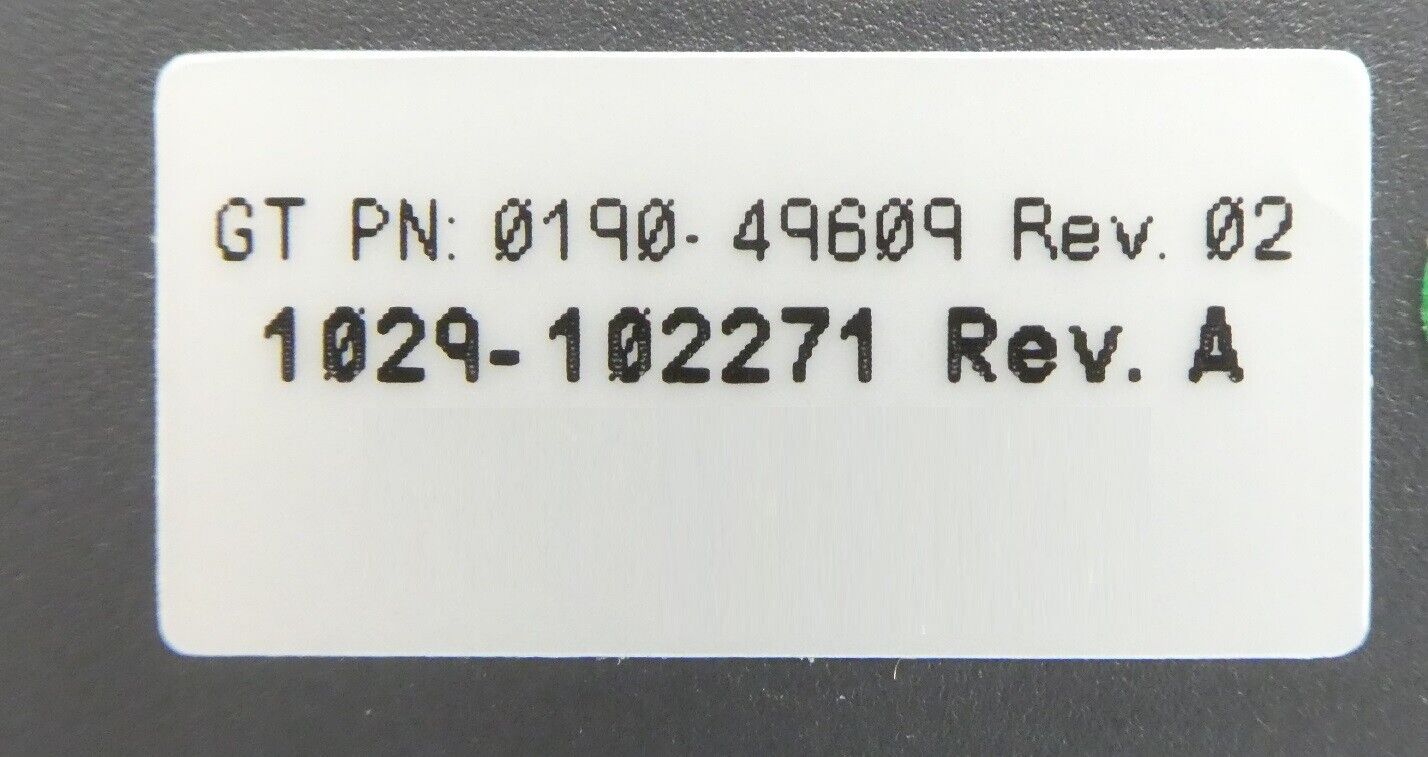 GT PN: 0190-49609 Rev. 02
1029-102271 Rev. A